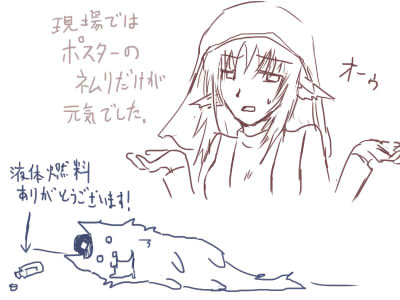 現場では
ポスターの
ネムリだけが
元気でした。
オーゥ
液体燃料
ありがとうございます!